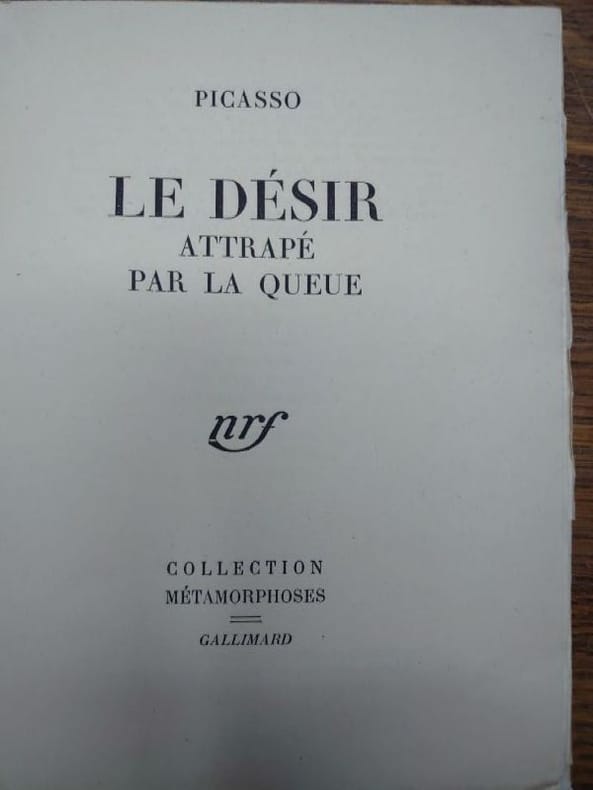 PICASSO
LE DÉSIR
ATTRAPÉ
PAR LA QUEUE
nrf
COLLECTION
MÉTAMORPHOSES
GALLIMARD